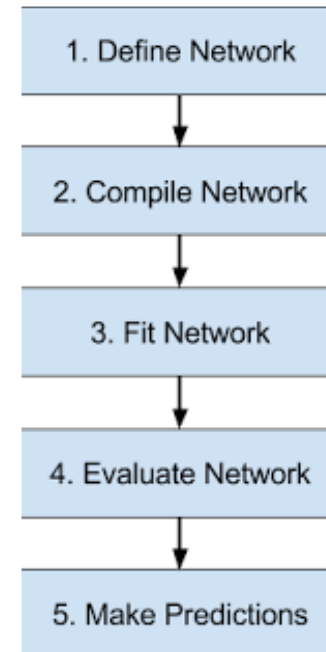 1. Define Network
2. Compile Network
3. Fit Network
4. Evaluate Network
5. Make Predictions